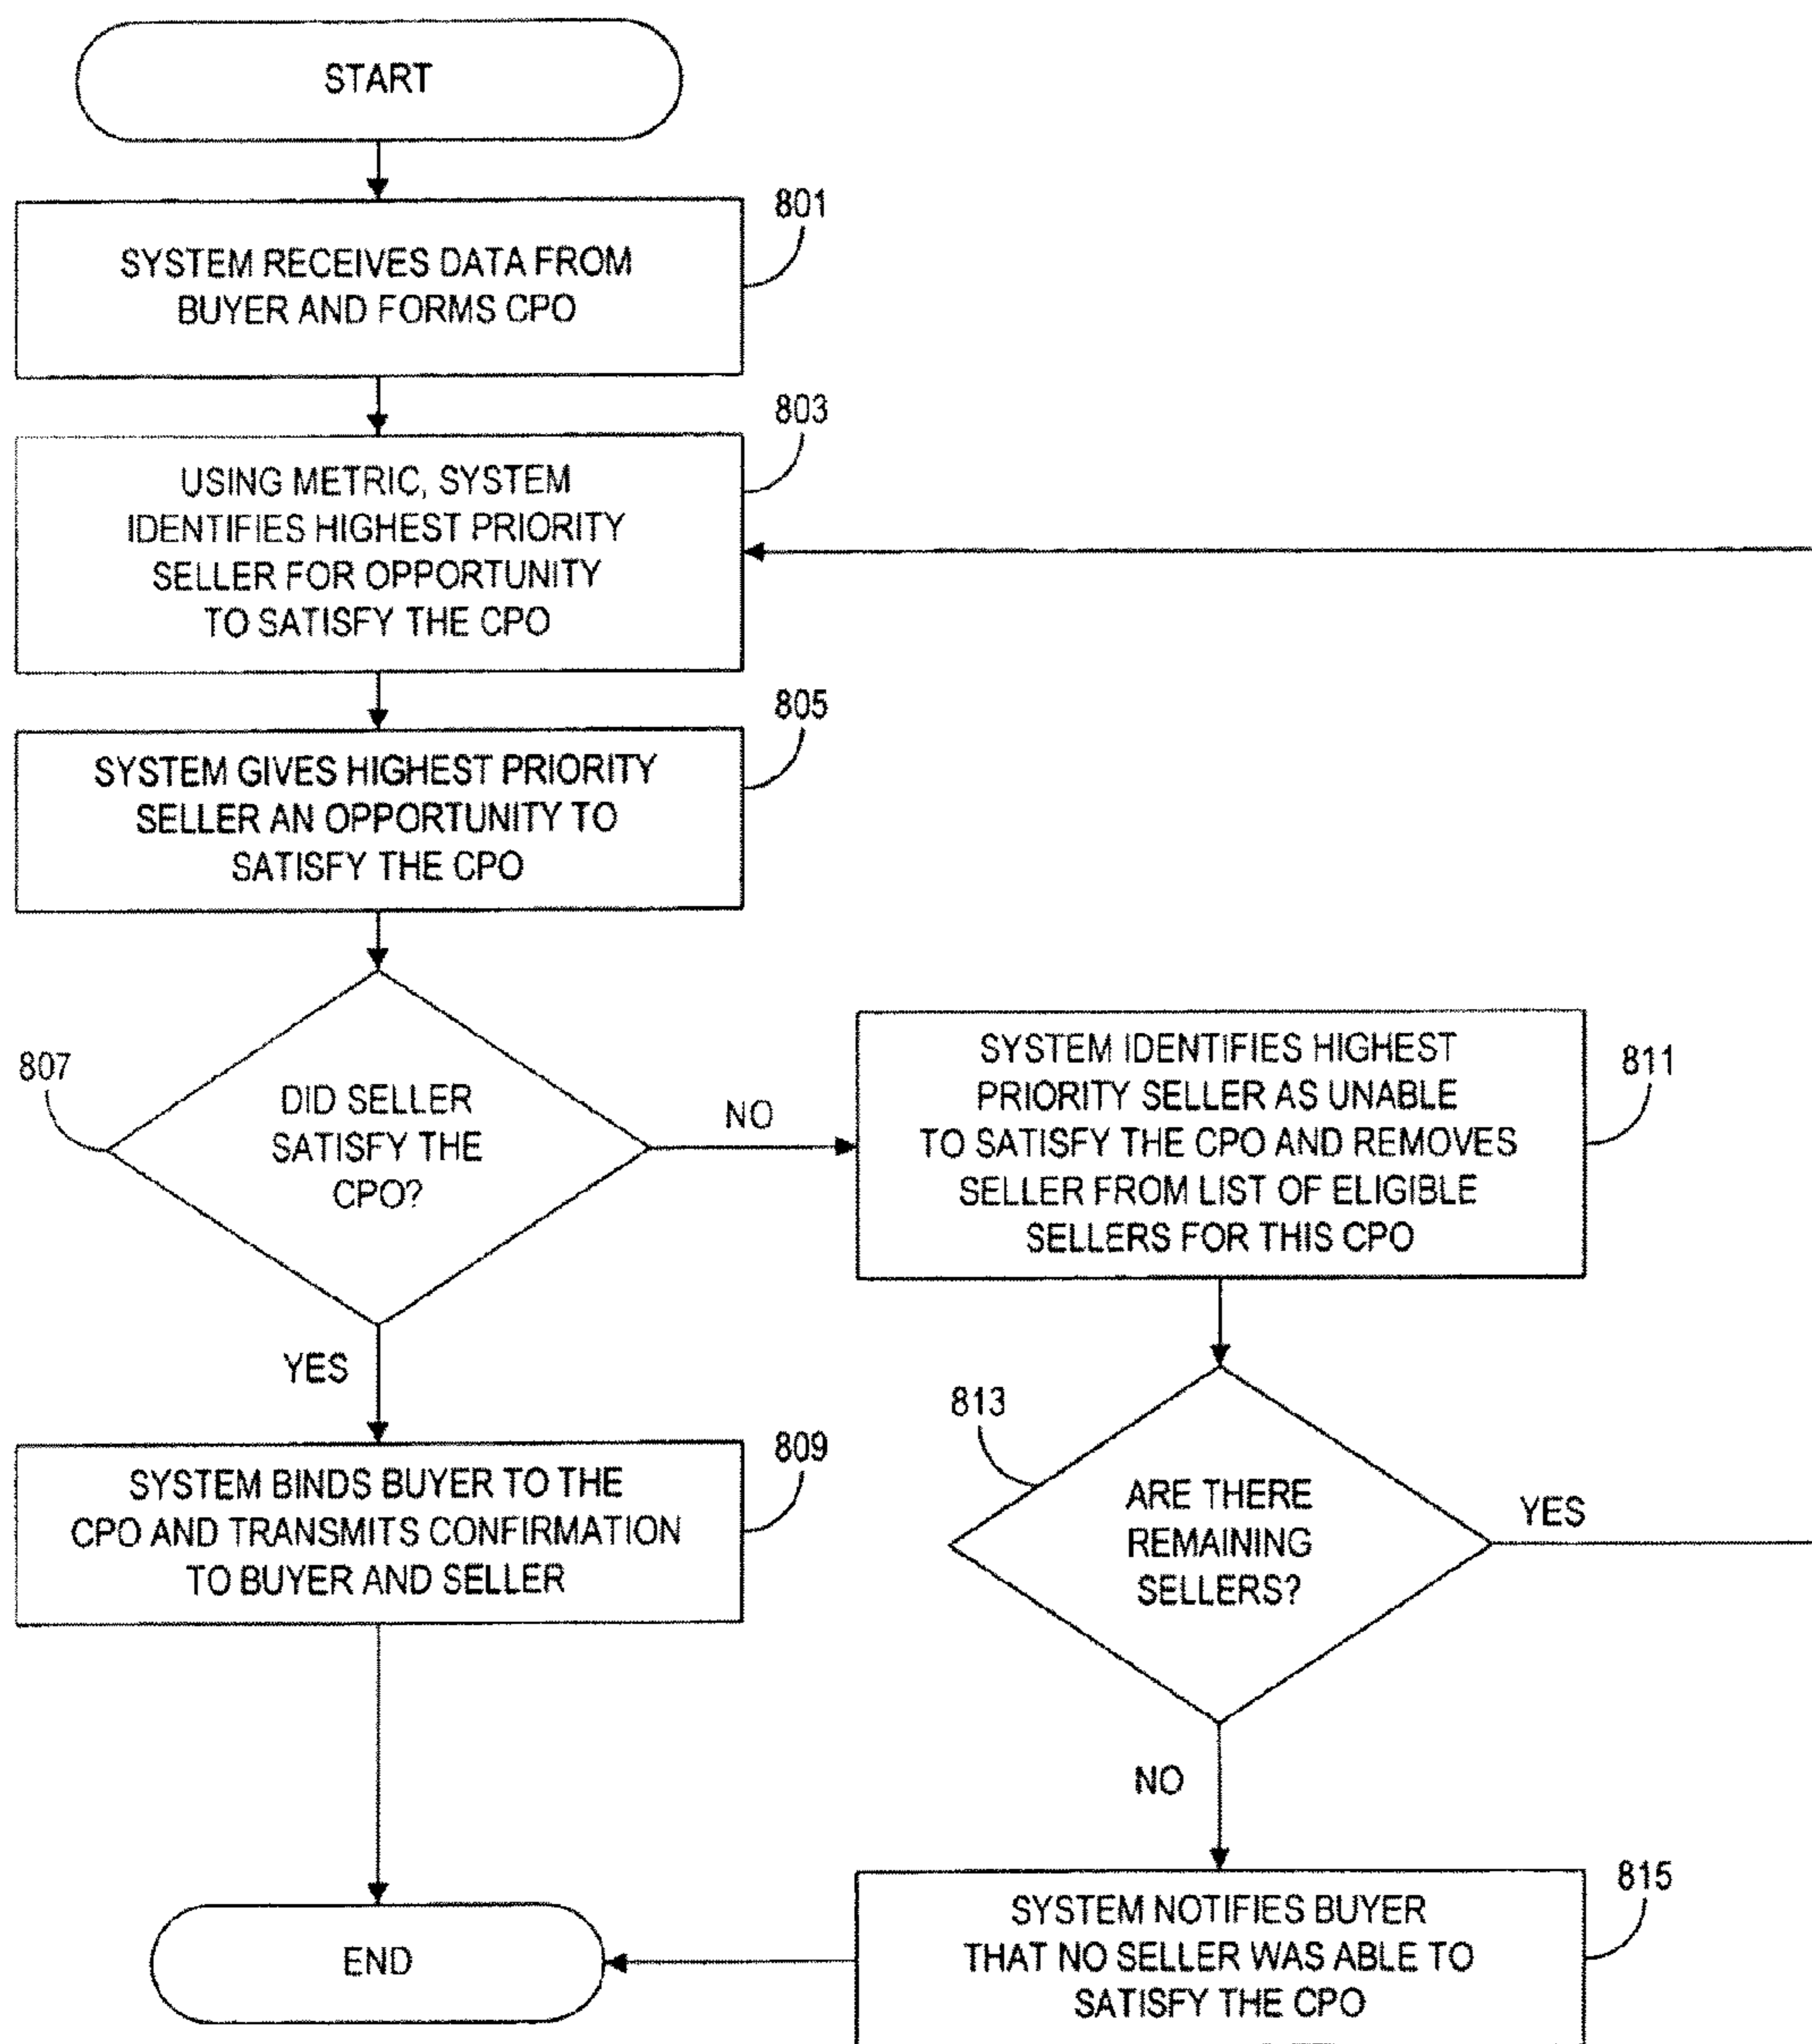 START
801
SYSTEM RECEIVES DATA FROM
BUYER AND FORMS CPO
803
USING METRIC, SYSTEM
IDENTIFIES HIGHEST PRIORITY
SELLER FOR OPPORTUNITY
TO SATISFY THE CPO
805
SYSTEM GIVES HIGHEST PRIORITY
SELLER AN OPPORTUNITY TO
SATISFY THE CPO
807
DID SELLER
SATISFY THE
CPO?
NO
811
SYSTEM IDENTIFIES HIGHEST
PRIORITY SELLER AS UNABLE
TO SATISFY THE CPO AND REMOVES
SELLER FROM LIST OF ELIGIBLE
SELLERS FOR THIS CPO
YES
809
SYSTEM BINDS BUYER TO THE
CPO AND TRANSMITS CONFIRMATION
TO BUYER AND SELLER
813
ARE THERE
REMAINING
SELLERS?
YES
NO
815
SYSTEM NOTIFIES BUYER
THAT NO SELLER WAS ABLE TO
SATISFY THE CPO
END